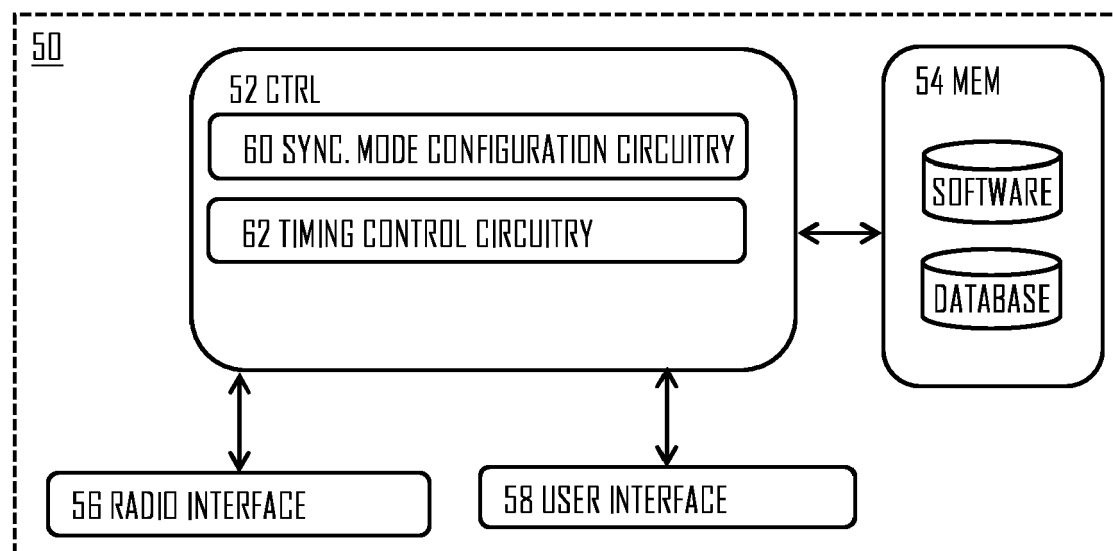 50
52 CTRL
60 SYNC. MODE CONFIGURATION CIRCUITRY
62 TIMING CONTROL CIRCUITRY
54 MEM
SOFTWARE
DATABASE
56 RADIO INTERFACE
58 USER INTERFACE